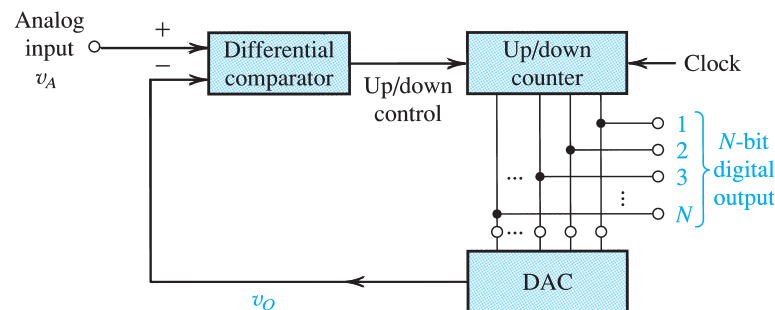 Analog
input
v_A
+
−
Differential
comparator
Up/down
control
Up/down
counter
Clock
1
2
3
...
⋮
N
N-bit
digital
output
...
DAC
v_O